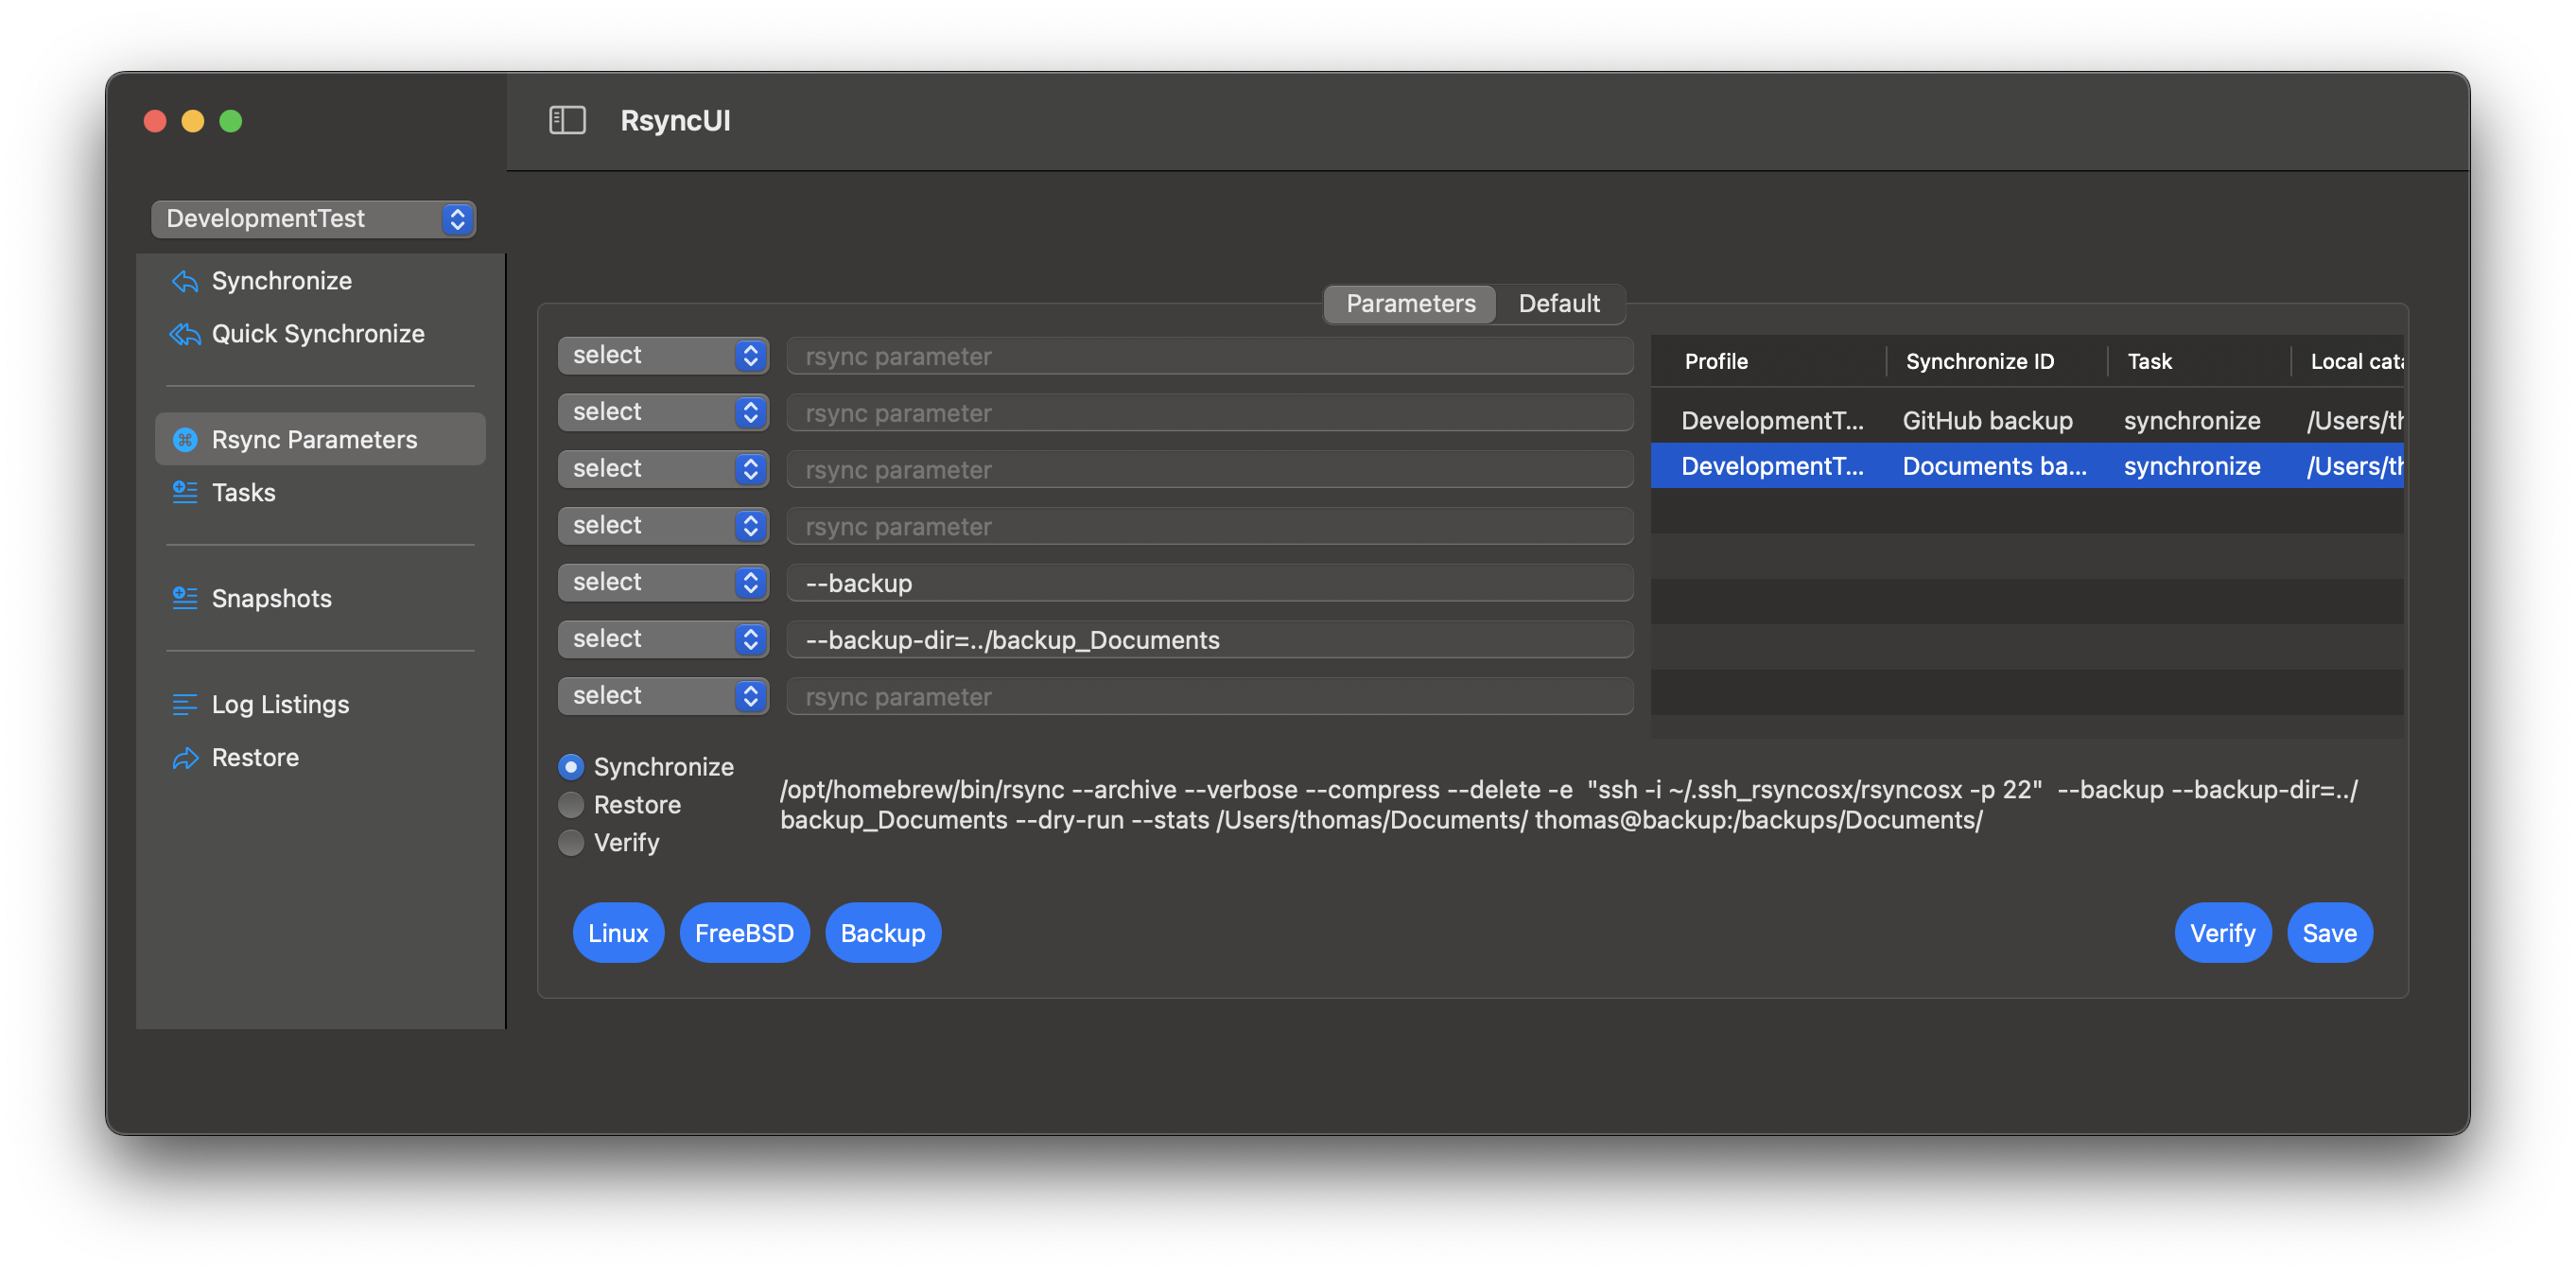 RsyncUI
DevelopmentTest
Synchronize
Quick Synchronize
Rsync Parameters
Tasks
Snapshots
Log Listings
Restore
Parameters Default
select rsync parameter
select rsync parameter
select rsync parameter
select rsync parameter
select --backup
select --backup-dir=../backup_Documents
select rsync parameter
Profile Synchronize ID Task Local cata
DevelopmentT... GitHub backup synchronize /Users/th
DevelopmentT... Documents ba... synchronize /Users/th
Synchronize
Restore
Verify
/opt/homebrew/bin/rsync --archive --verbose --compress --delete -e "ssh -i ~/.ssh_rsyncosx/rsyncosx -p 22" --backup --backup-dir=../
backup_Documents --dry-run --stats /Users/thomas/Documents/ thomas@backup:/backups/Documents/
Linux FreeBSD Backup Verify Save